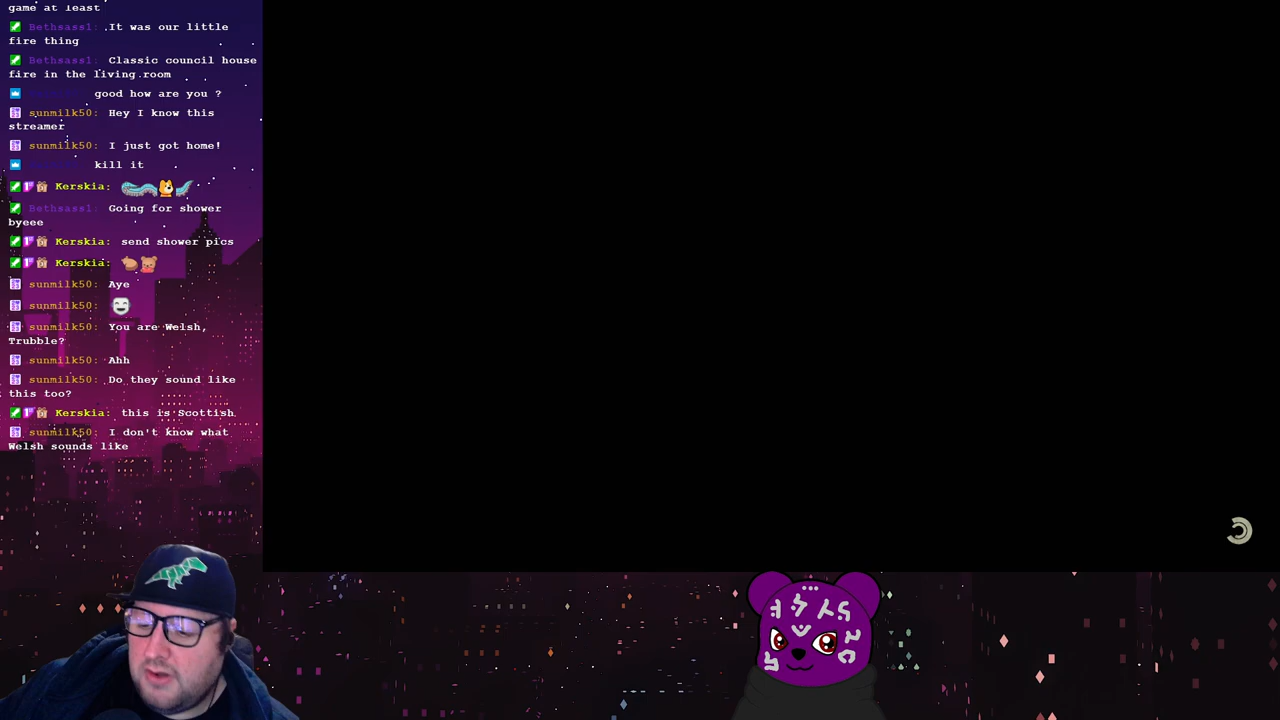 game at least
Bethsass1: .It was our little
fire thing
Bethsass1: Classic council house
fire in the living room
good how are you ?
sunmilk50: Hey I know this
streamer
sunmilk50: I just got home!
kill it
Kerskia:
Bethsass1: Going for shower
byeee
Kerskia: send shower pics
Kerskia:
sunmilk50: Aye
sunmilk50:
sunmilk50: You are Welsh,
Trubble?
sunmilk50: Ahh
sunmilk50: Do they sound like
this too?
Kerskia: this is Scottish
sunmilk50: I don't know what
Welsh sounds like